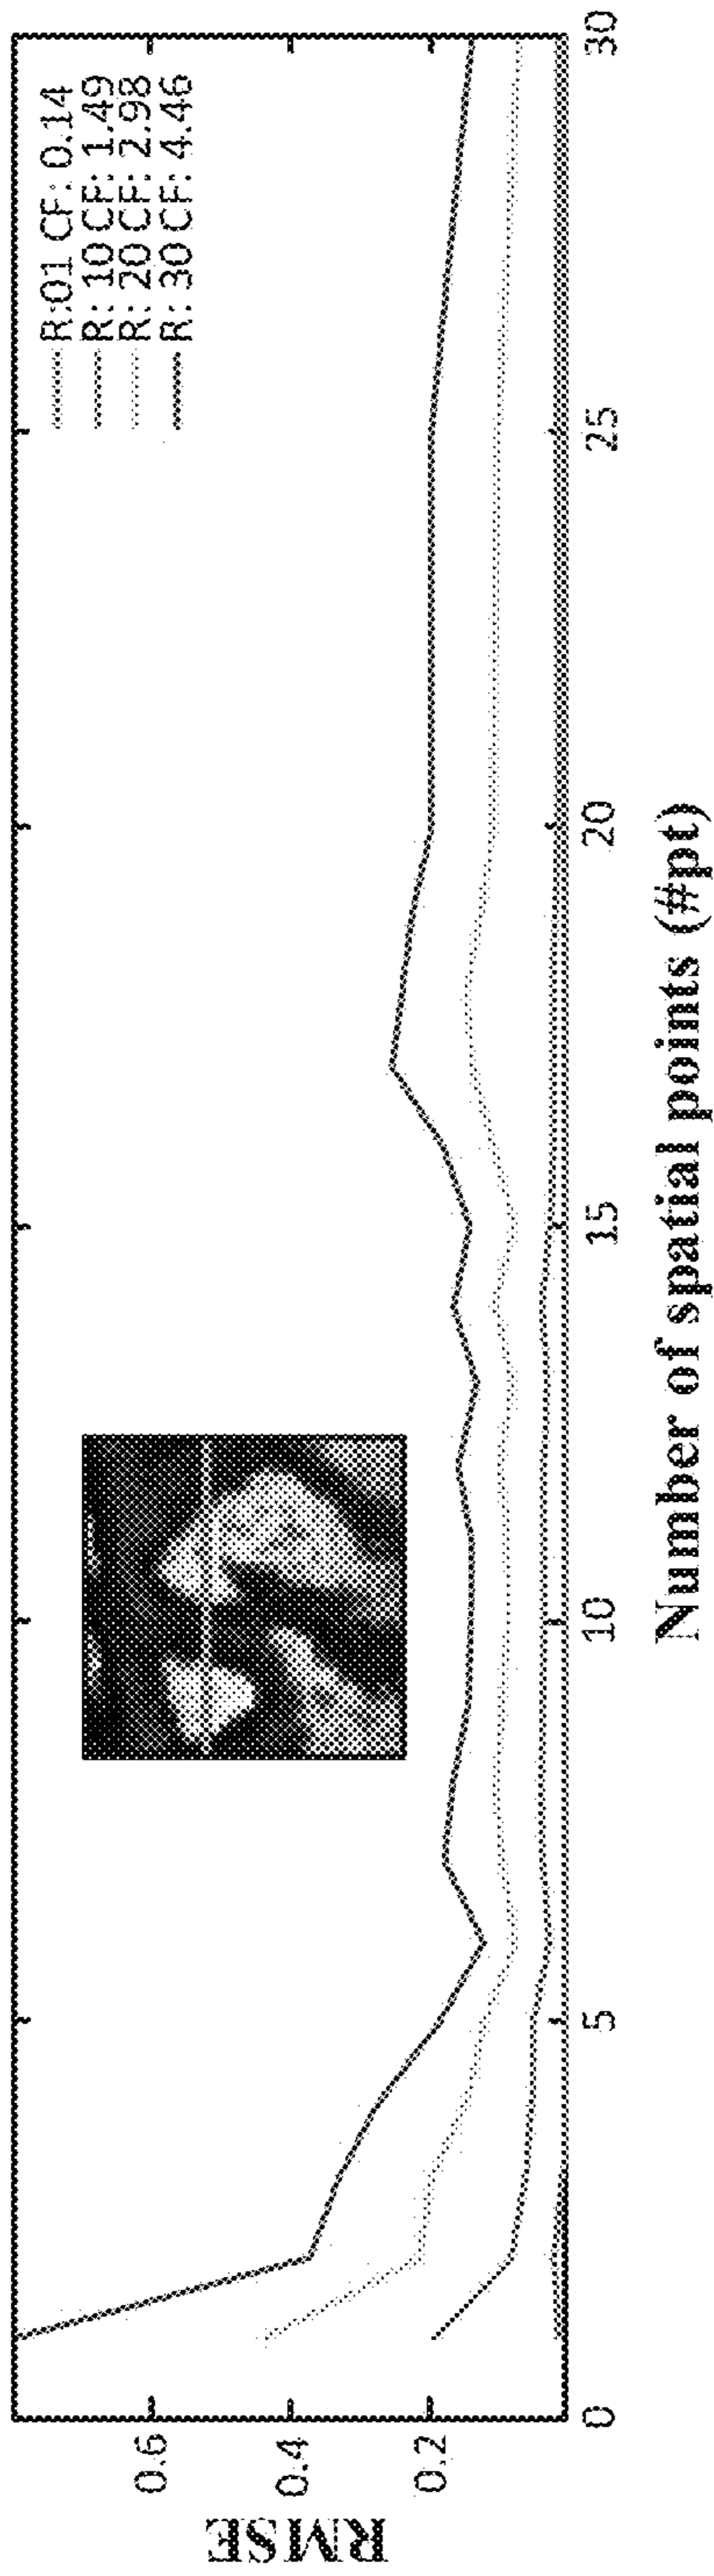 R:01 CF: 0.14
R: 10 CF: 1.49
R: 20 CF: 2.98
R: 30 CF: 4.46
RMSE
0.6
0.4
0.2
0
5
10
15
20
25
30
Number of spatial points (#pt)